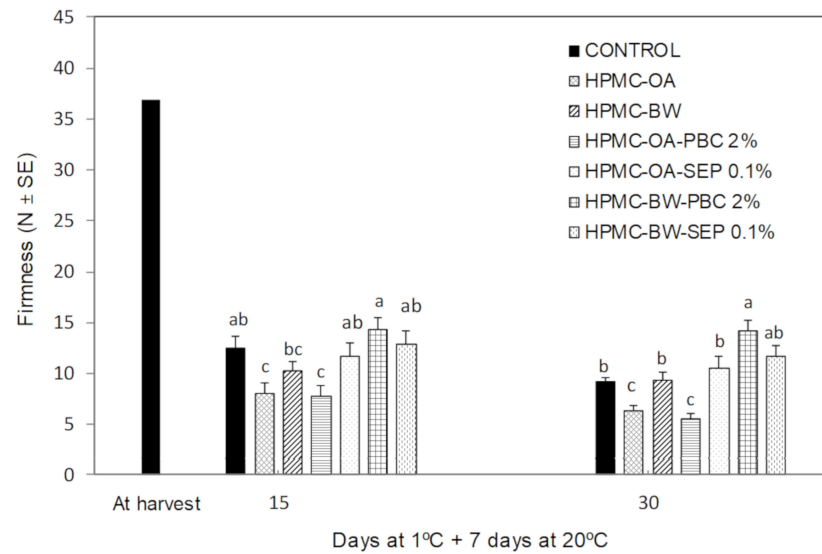 45
40
35
30
25
20
15
10
5
0
Firmness (N ± SE)
CONTROL
HPMC-OA
HPMC-BW
HPMC-OA-PBC 2%
HPMC-OA-SEP 0.1%
HPMC-BW-PBC 2%
HPMC-BW-SEP 0.1%
ab
c
bc
c
ab
a
ab
b
c
b
c
b
a
ab
At harvest
15
30
Days at 1ºC + 7 days at 20ºC